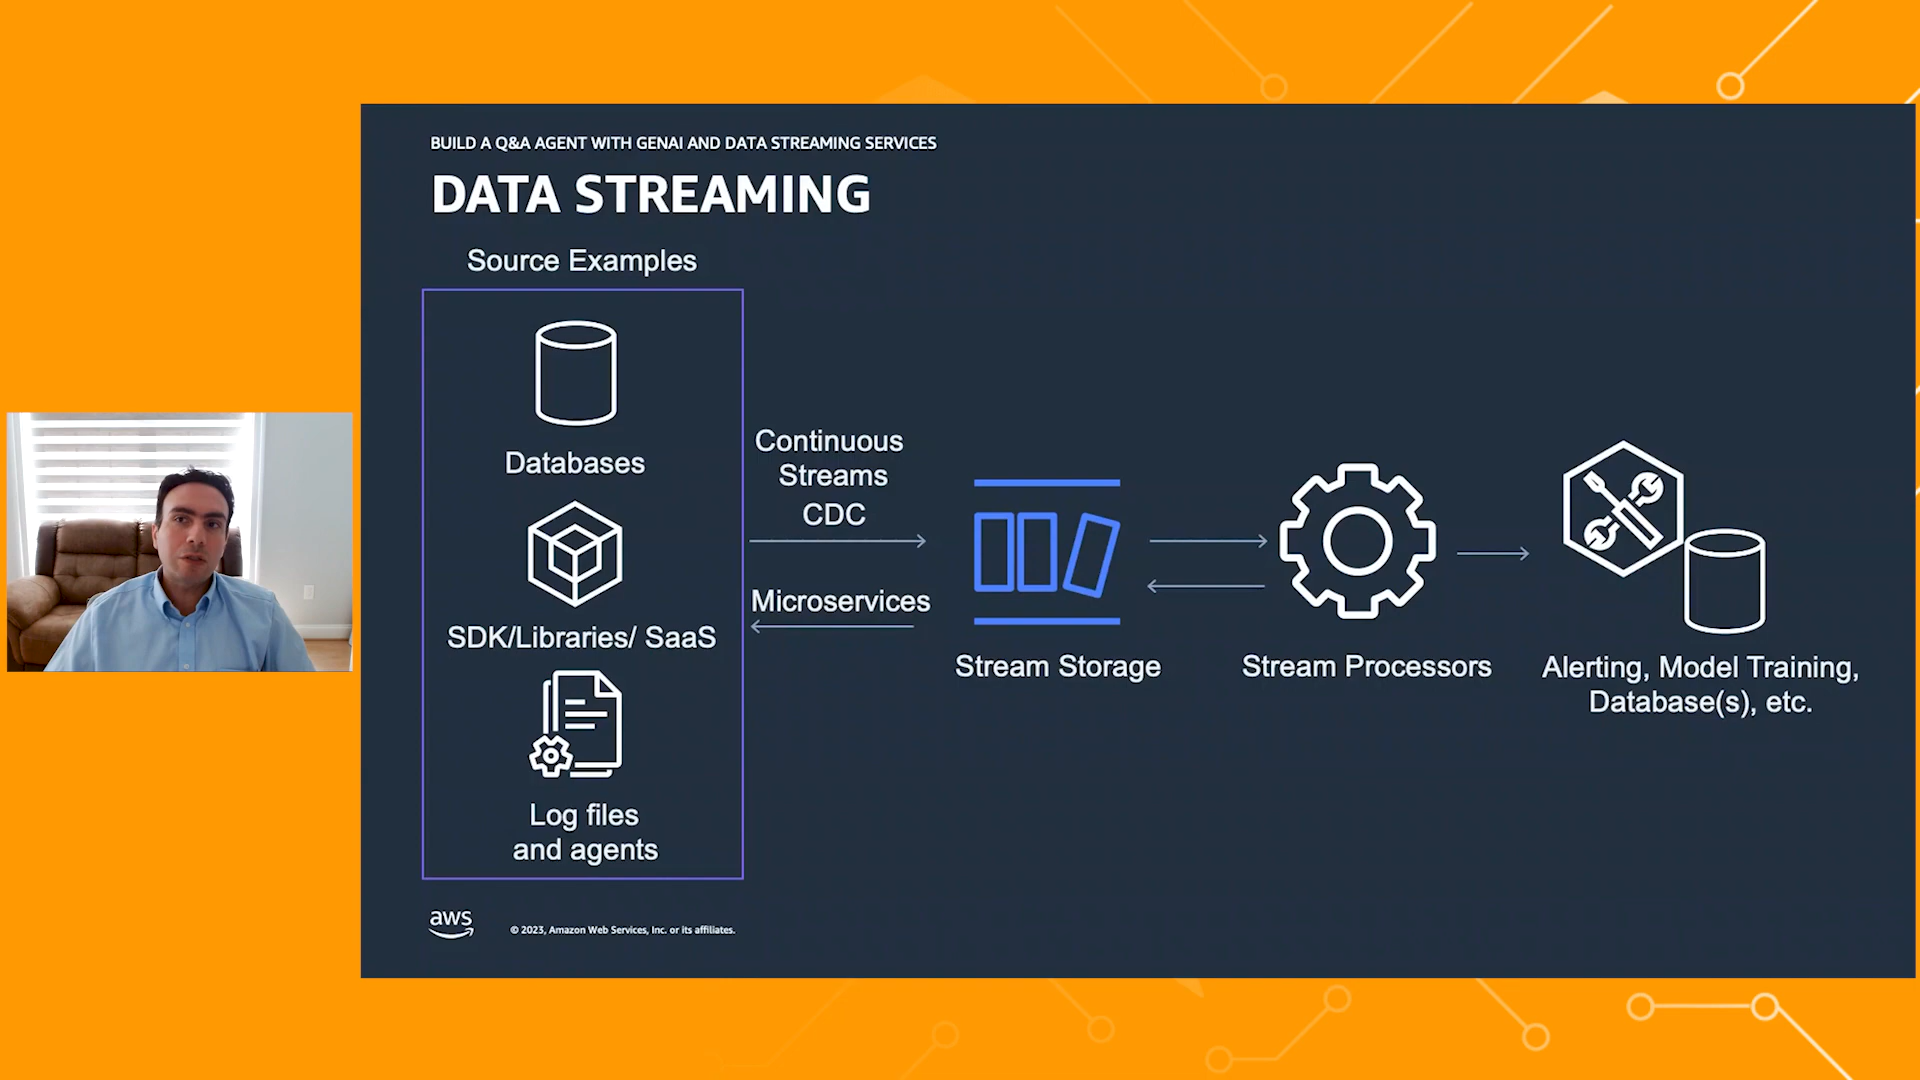 BUILD A Q&A AGENT WITH GENAI AND DATA STREAMING SERVICES
DATA STREAMING
Source Examples
Databases
SDK/Libraries/ SaaS
Log files
and agents
Continuous
Streams
CDC
Microservices
Stream Storage
Stream Processors
Alerting, Model Training,
Database(s), etc.
aws
© 2023, Amazon Web Services, Inc. or its affiliates.